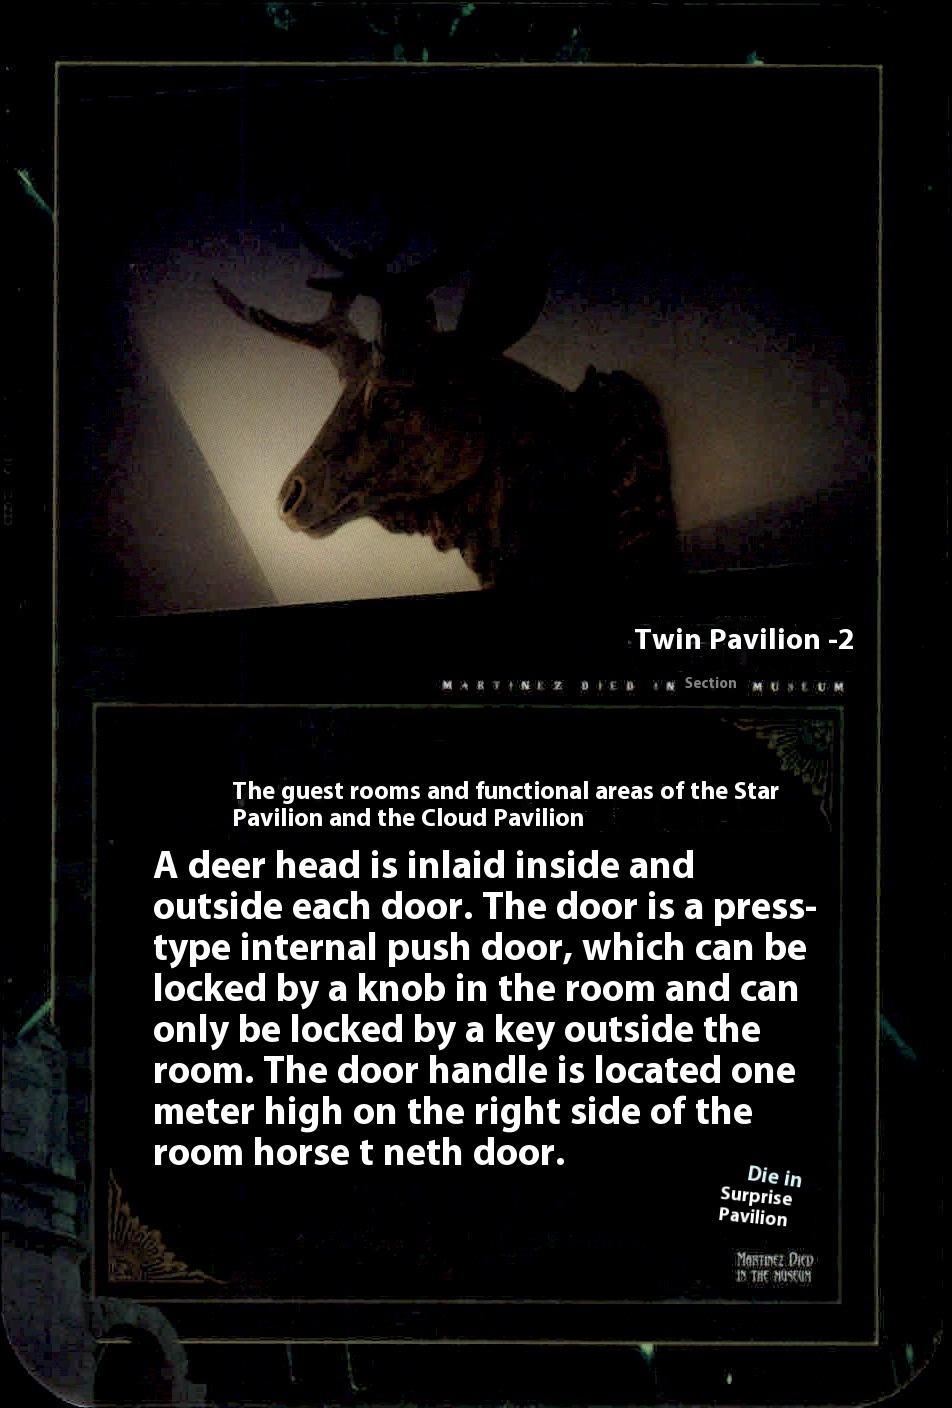 Twin Pavilion -2
MARTINEZ DIED IN Section MUSEUM
The guest rooms and functional areas of the Star
Pavilion and the Cloud Pavilion
A deer head is inlaid inside and
outside each door. The door is a press-
type internal push door, which can be
locked by a knob in the room and can
only be locked by a key outside the
room. The door handle is located one
meter high on the right side of the
room horse t neth door.
Die in
Surprise
Pavilion
MARTINEZ DIED
IN THE MUSEUM